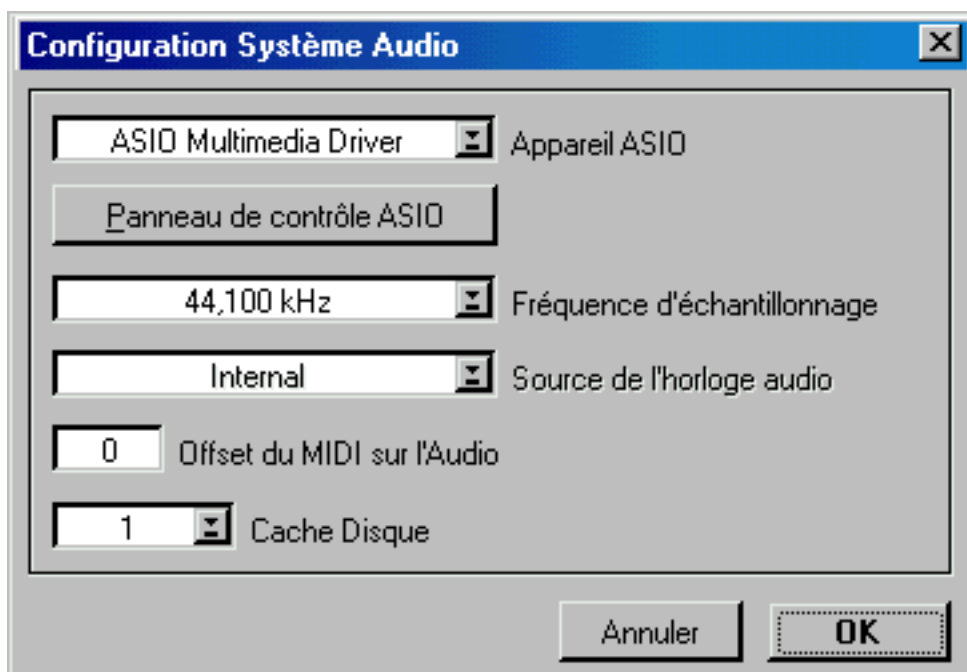 Configuration Système Audio
ASIO Multimedia Driver Appareil ASIO
Panneau de contrôle ASIO
44,100 kHz Fréquence d'échantillonnage
Internal Source de l'horloge audio
0 Offset du MIDI sur l'Audio
1 Cache Disque
Annuler OK